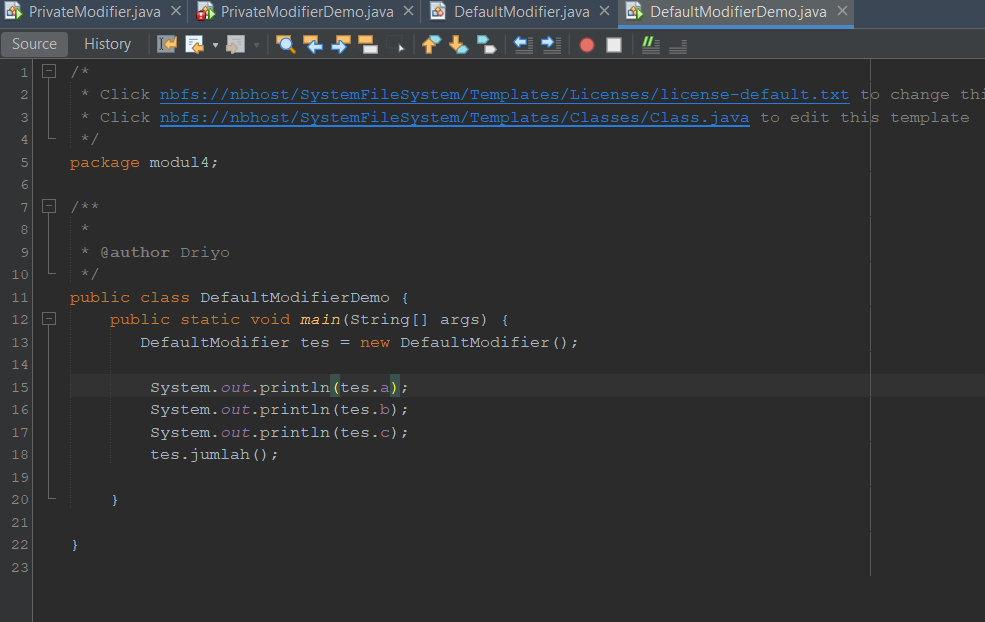 PrivateModifier.java PrivateModifierDemo.java DefaultModifier.java DefaultModifierDemo.java
Source History
1 /*
2 * Click nbfs://nbhost/SystemFileSystem/Templates/Licenses/license-default.txt to change thi
3 * Click nbfs://nbhost/SystemFileSystem/Templates/Classes/Class.java to edit this template
4 */
5 package modul4;
6
7 /**
8 *
9 * @author Driyo
10 */
11 public class DefaultModifierDemo {
12 public static void main(String[] args) {
13 DefaultModifier tes = new DefaultModifier();
14
15 System.out.println(tes.a);
16 System.out.println(tes.b);
17 System.out.println(tes.c);
18 tes.jumlah();
19
20 }
21
22 }
23